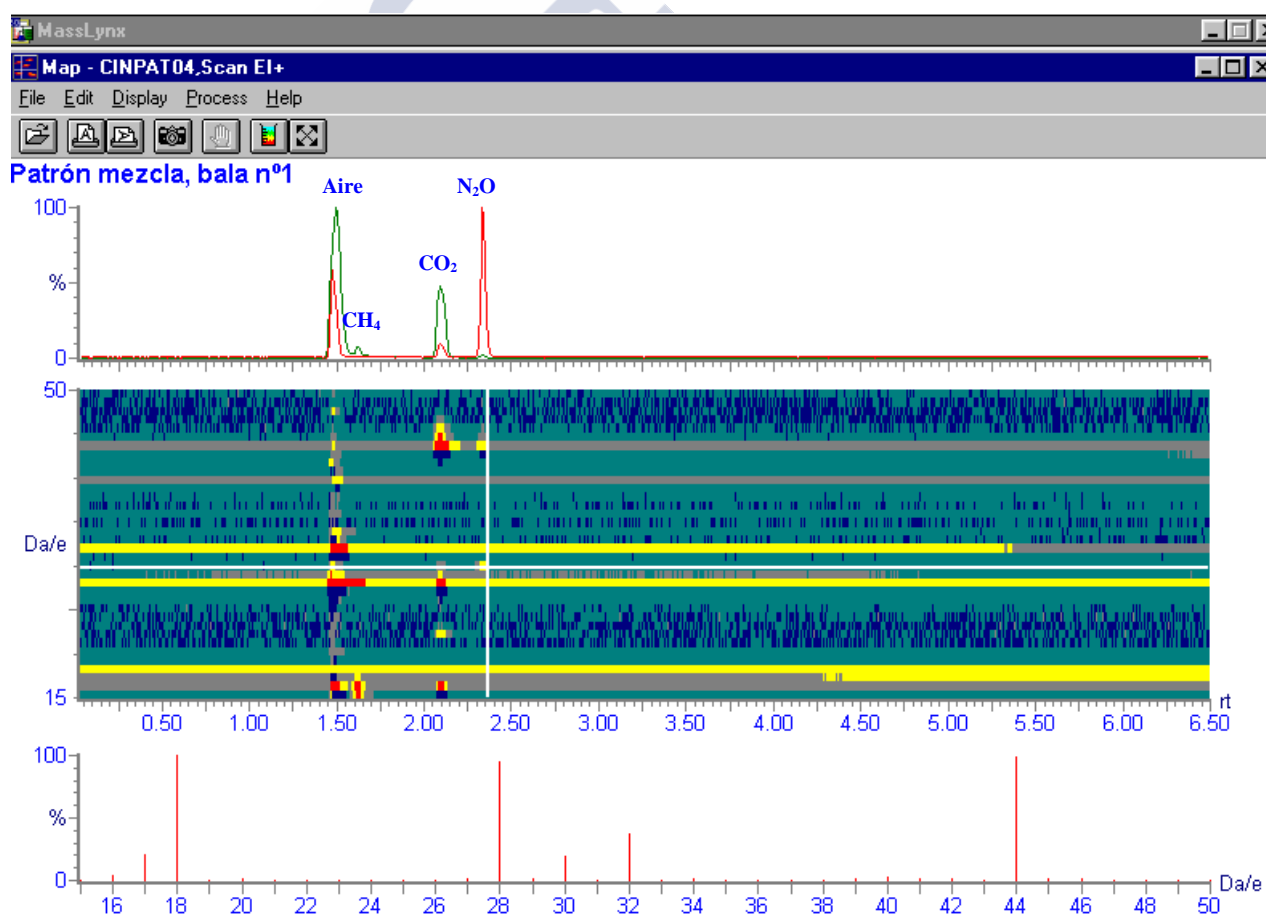 MassLynx
Map - CINPAT04,Scan EI+
File Edit Display Process Help
Patrón mezcla, bala nº1
Aire
N₂O
CO₂
CH₄
100
%
0
50
Da/e
15
0.50 1.00 1.50 2.00 2.50 3.00 3.50 4.00 4.50 5.00 5.50 6.00 6.50
rt
100
%
0
Da/e
16 18 20 22 24 26 28 30 32 34 36 38 40 42 44 46 48 50